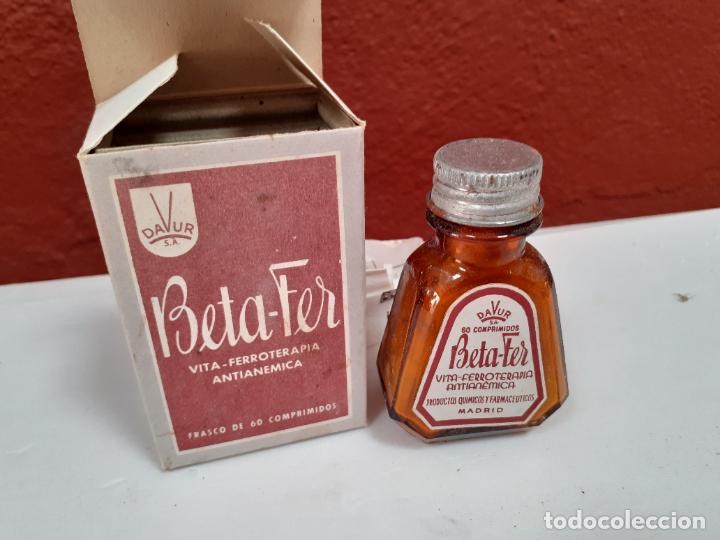 DAVUR
S.A.
Beta-Fer
VITA-FERROTERAPIA
ANTIANEMICA
FRASCO DE 60 COMPRIMIDOS
DAVUR
S.A.
60 COMPRIMIDOS
Beta-Fer
VITA-FERROTERAPIA
ANTIANÉMICA
PRODUCTOS QUIMICOS Y FARMACEUTICOS
MADRID
todocoleccion